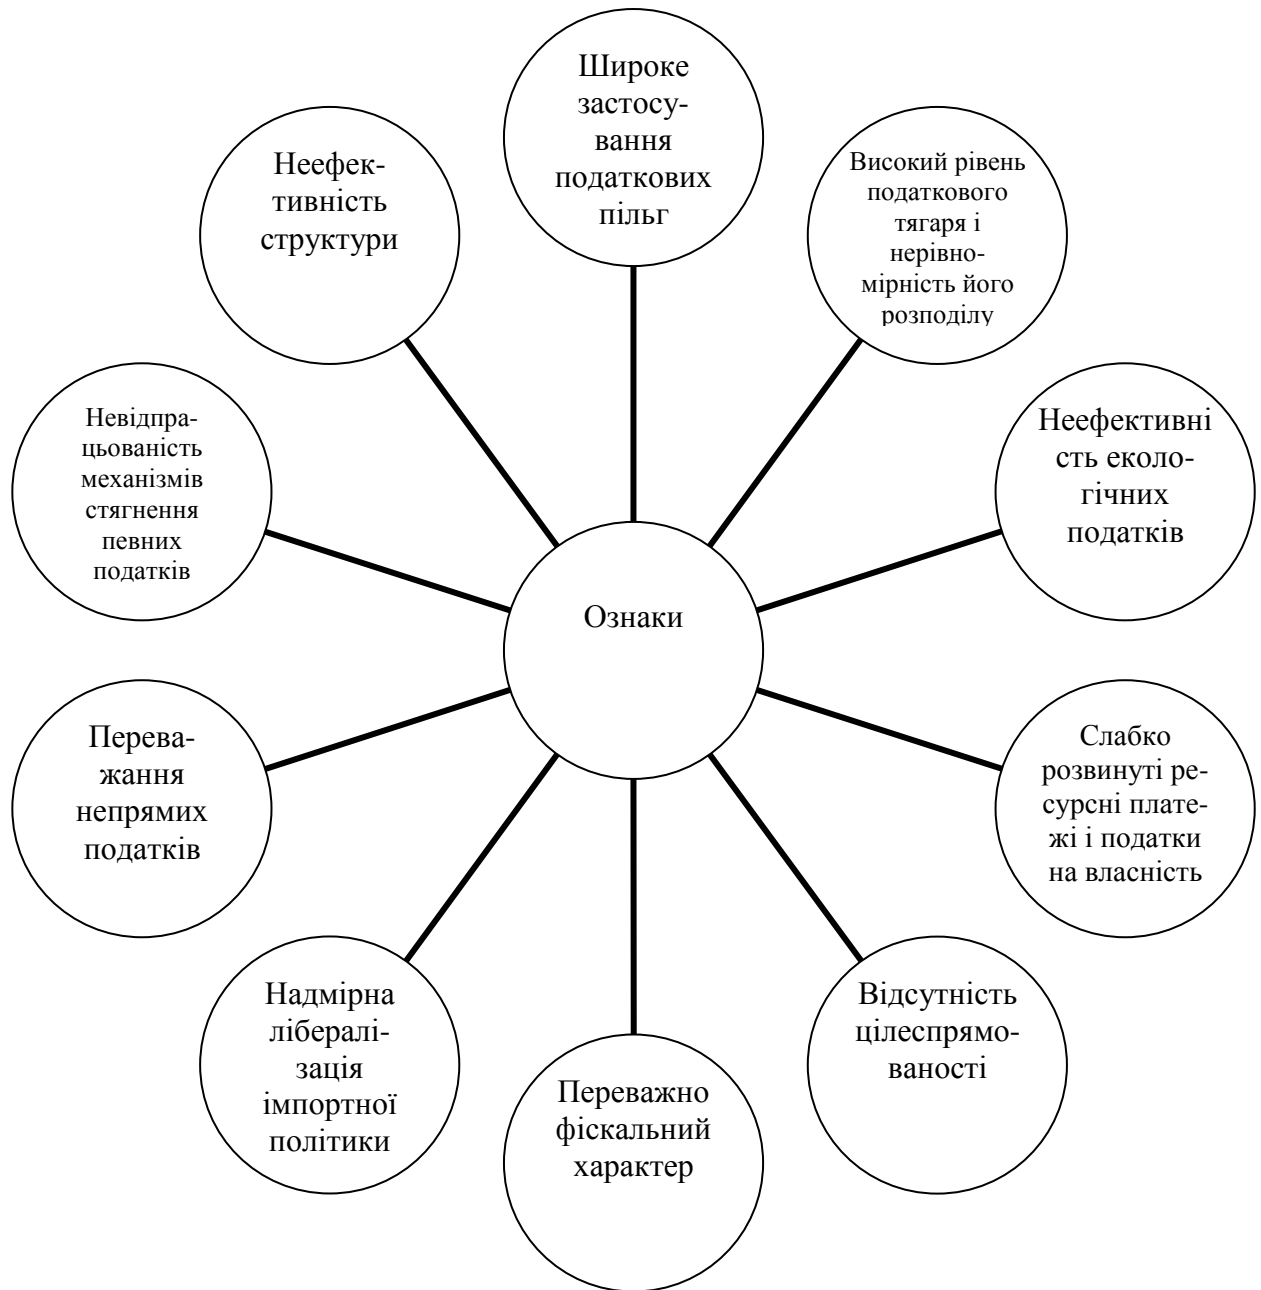 Широке
застосу-
вання
податкових
пільг
Неефек-
тивність
структури
Високий рівень
податкового
тягаря і
нерівно-
мірність його
розподілу
Невідпра-
цьованість
механізмів
стягнення
певних
податків
Неефективні
сть еколо-
гічних
податків
Ознаки
Перева-
жання
непрямих
податків
Слабко
розвинуті ре-
сурсні плате-
жі і податки
на власність
Надмірна
лібералі-
зація
імпортної
політики
Відсутність
цілеспрямо-
ваності
Переважно
фіскальний
характер